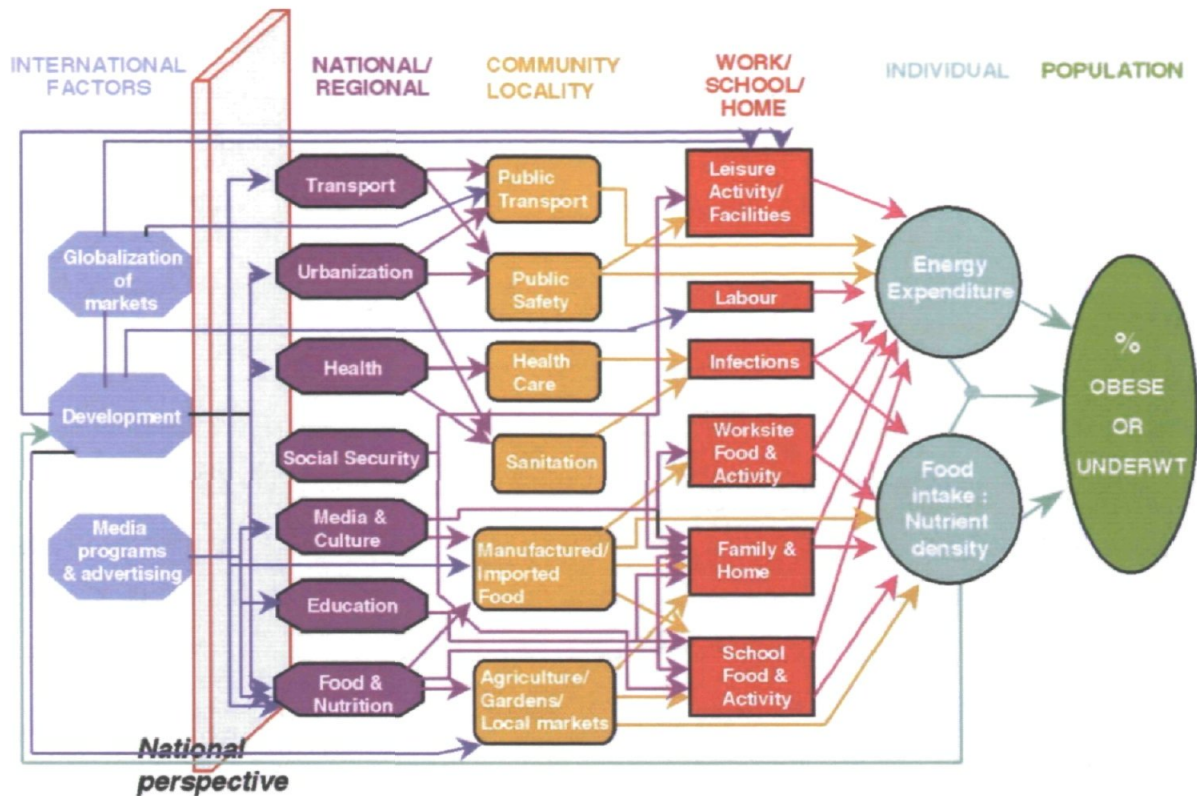 INTERNATIONAL
FACTORS
NATIONAL/
REGIONAL
COMMUNITY
LOCALITY
WORK/
SCHOOL/
HOME
INDIVIDUAL
POPULATION
Globalization
of
markets
Development
Media
programs
& advertising
Transport
Urbanization
Health
Social Security
Media &
Culture
Education
Food &
Nutrition
Public
Transport
Public
Safety
Health
Care
Sanitation
Manufactured/
Imported
Food
Agriculture/
Gardens/
Local markets
Leisure
Activity/
Facilities
Labour
Infections
Worksite
Food &
Activity
Family &
Home
School
Food &
Activity
Energy
Expenditure
Food
intake :
Nutrient
density
%
OBESE
OR
UNDERWT
National
perspective